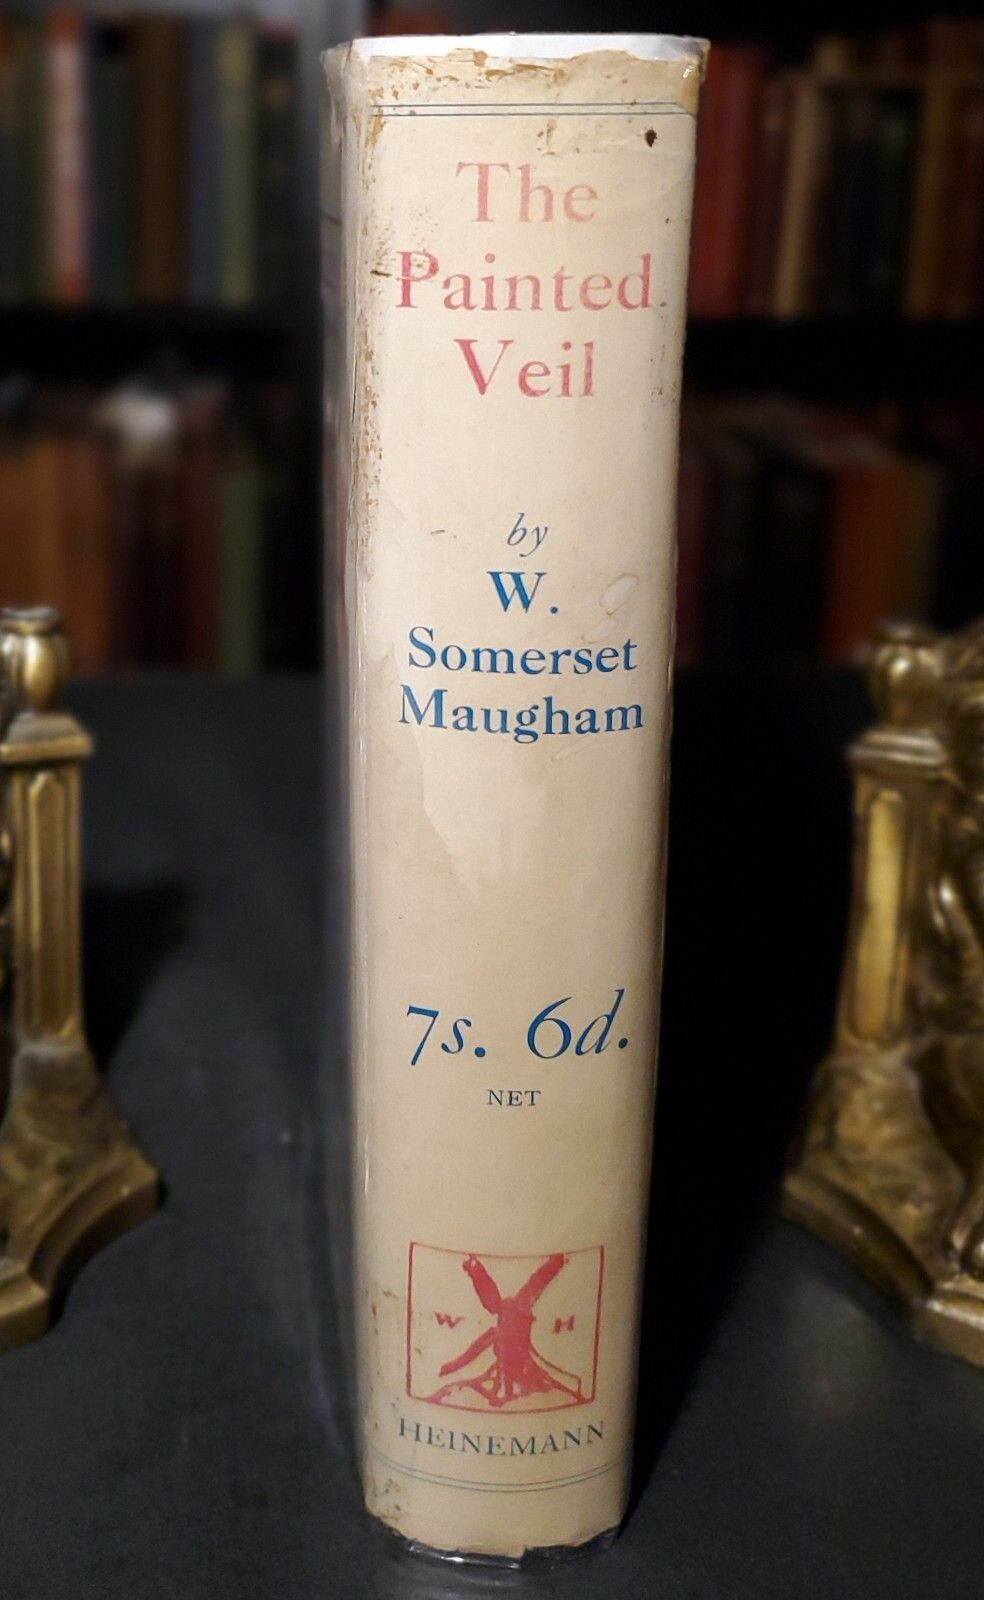 The
Painted
Veil
by
W.
Somerset
Maugham
7s. 6d.
NET
W H
HEINEMANN